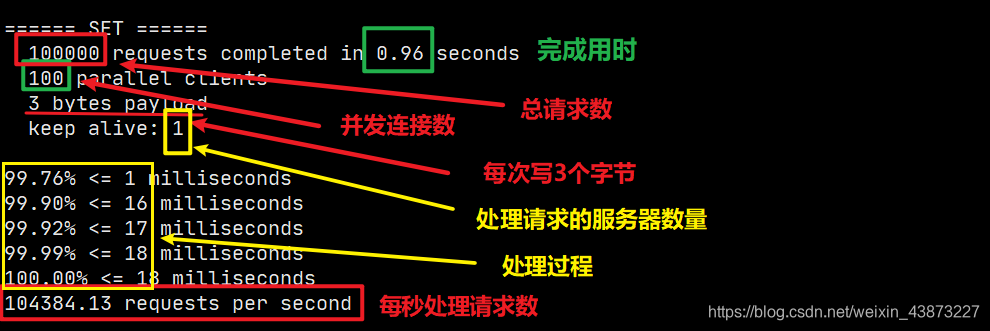 ====== SET ======
100000 requests completed in 0.96 seconds 完成用时
100 parallel clients
总请求数
3 bytes payload
并发连接数
keep alive: 1
每次写3个字节
99.76% <= 1 milliseconds
99.90% <= 16 milliseconds
处理请求的服务器数量
99.92% <= 17 milliseconds
99.99% <= 18 milliseconds
处理过程
100.00% <= 18 milliseconds
104384.13 requests per second 每秒处理请求数
https://blog.csdn.net/weixin_43873227